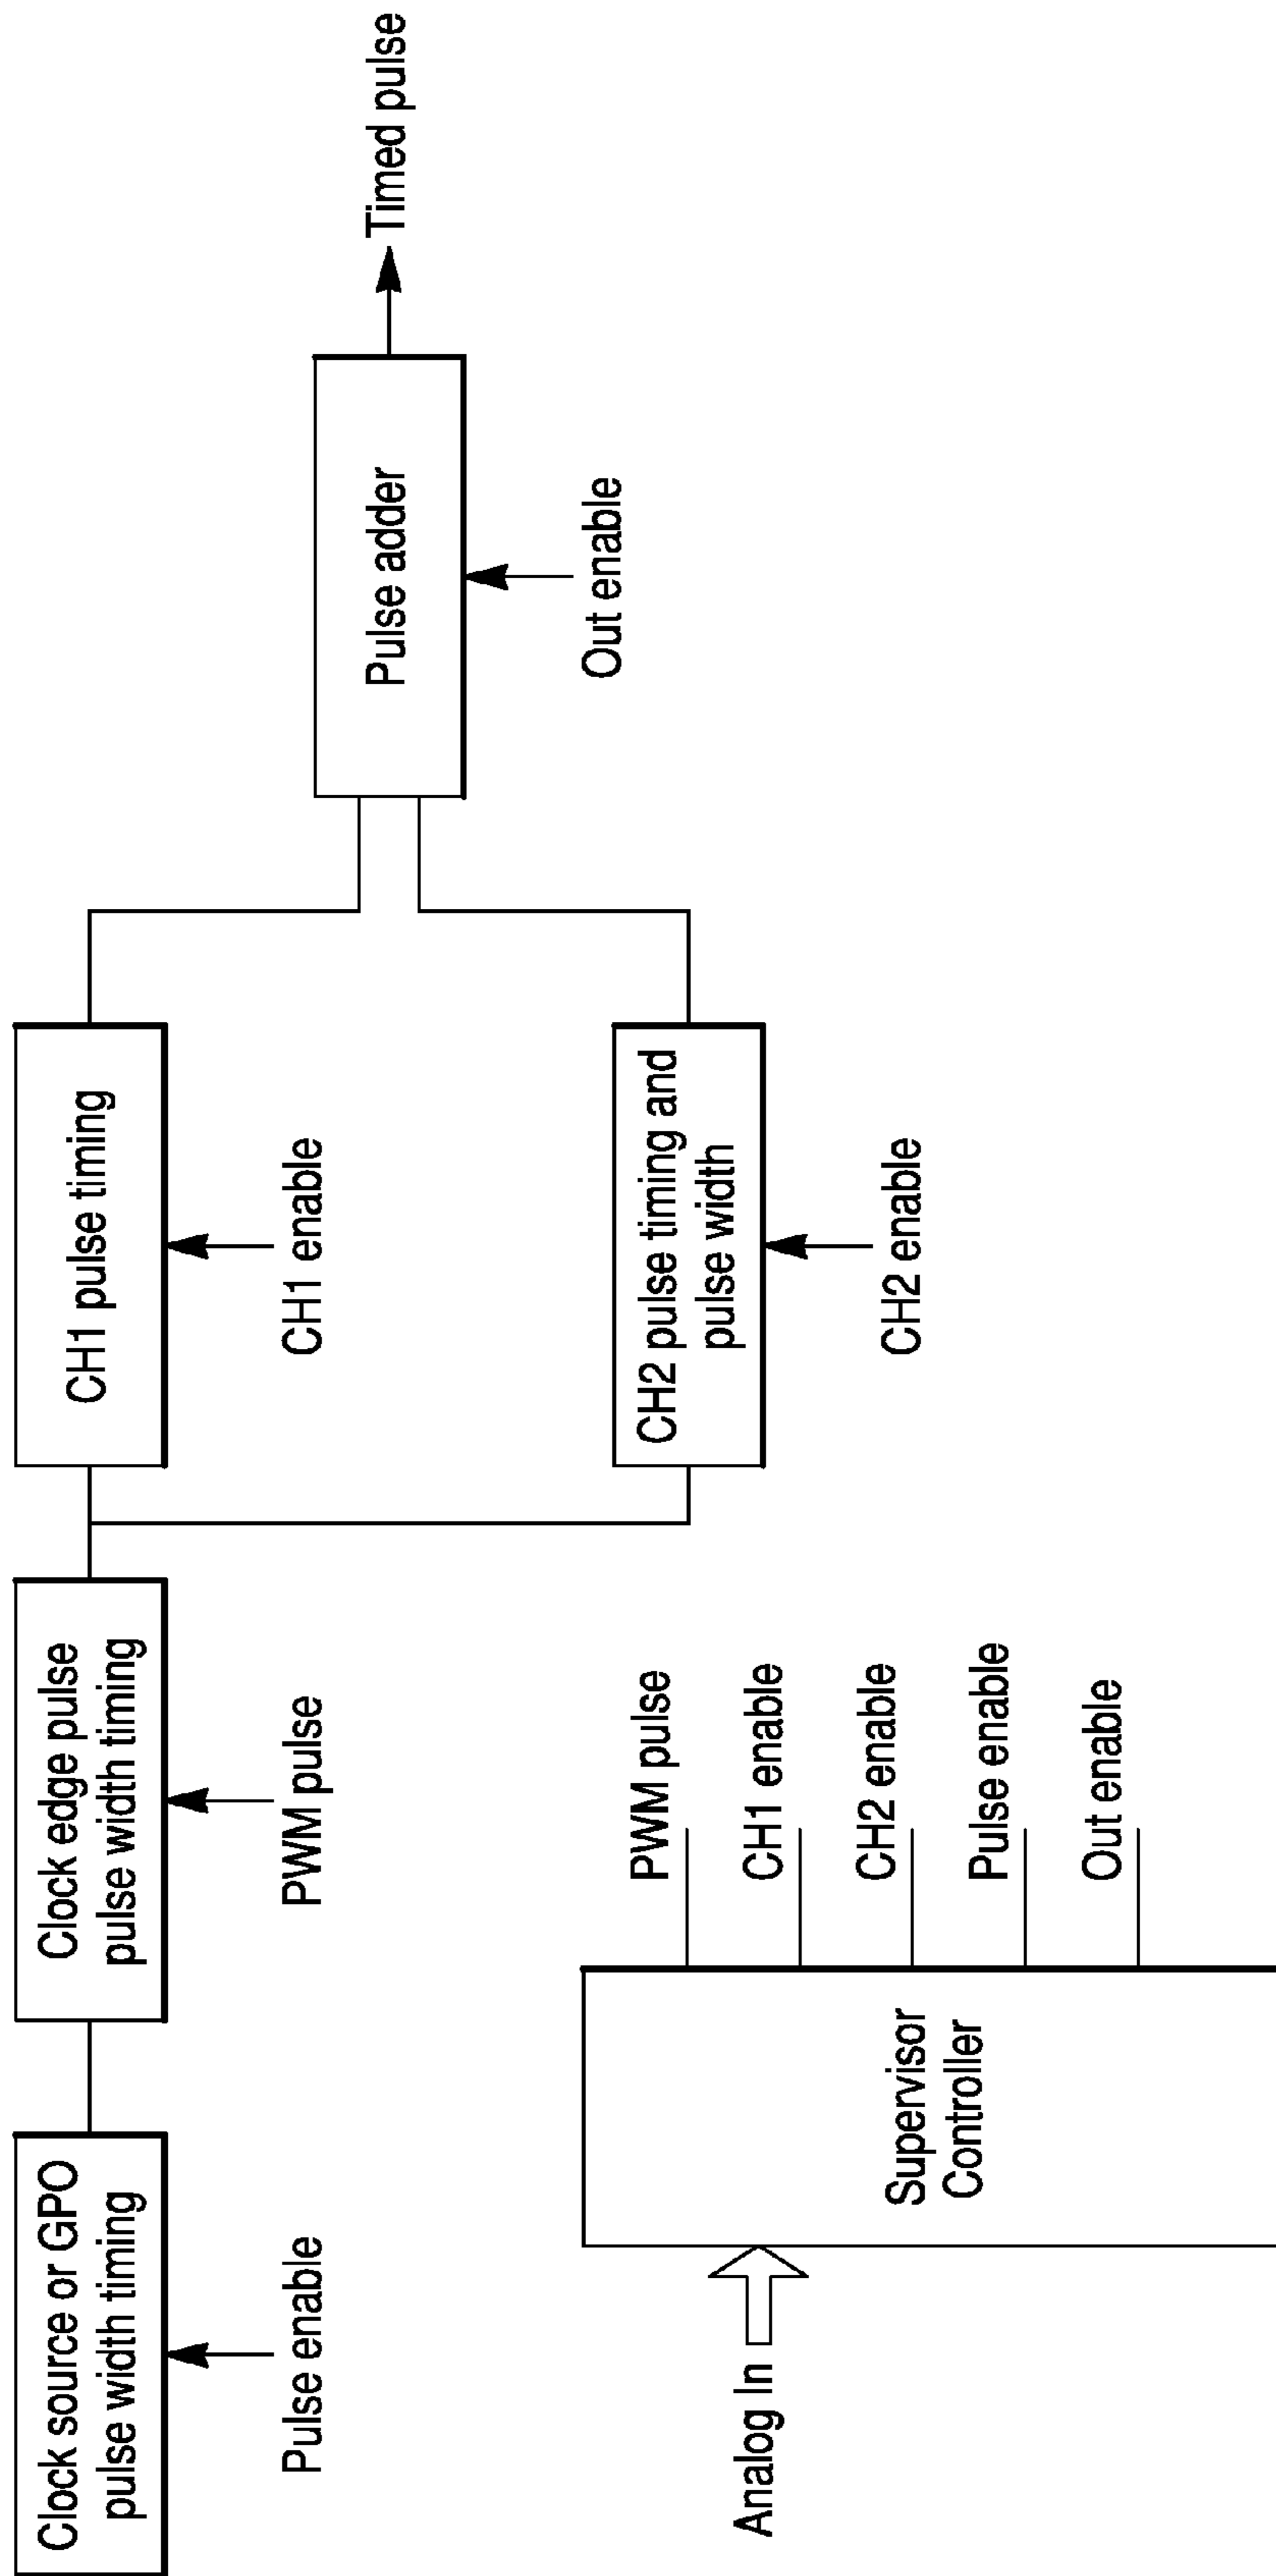 Clock source or GPO
pulse width timing
Pulse enable
Clock edge pulse
pulse width timing
PWM pulse
CH1 pulse timing
CH1 enable
CH2 pulse timing and
pulse width
CH2 enable
Pulse adder
Out enable
Timed pulse
Analog In
Supervisor
Controller
PWM pulse
CH1 enable
CH2 enable
Pulse enable
Out enable